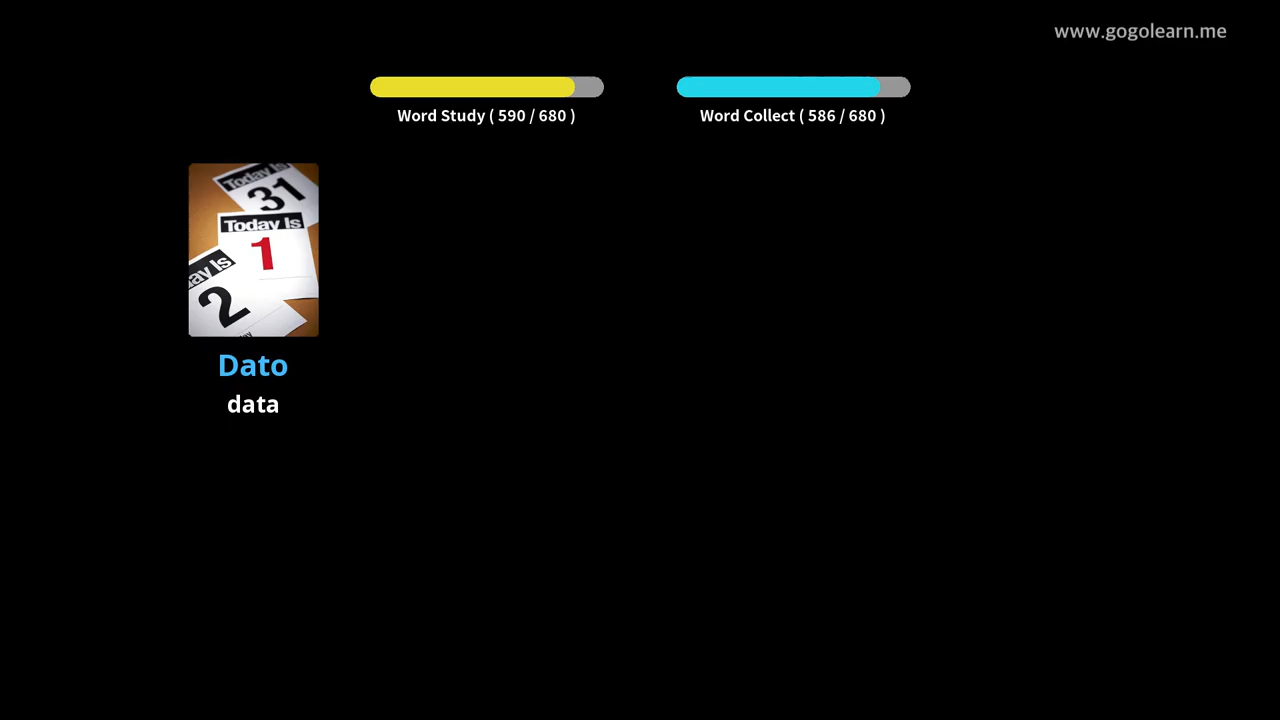 www.gogolearn.me
Word Study ( 590 / 680 )
Word Collect ( 586 / 680 )
Today Is
31
Today Is
1
ay Is
2
Dato
data